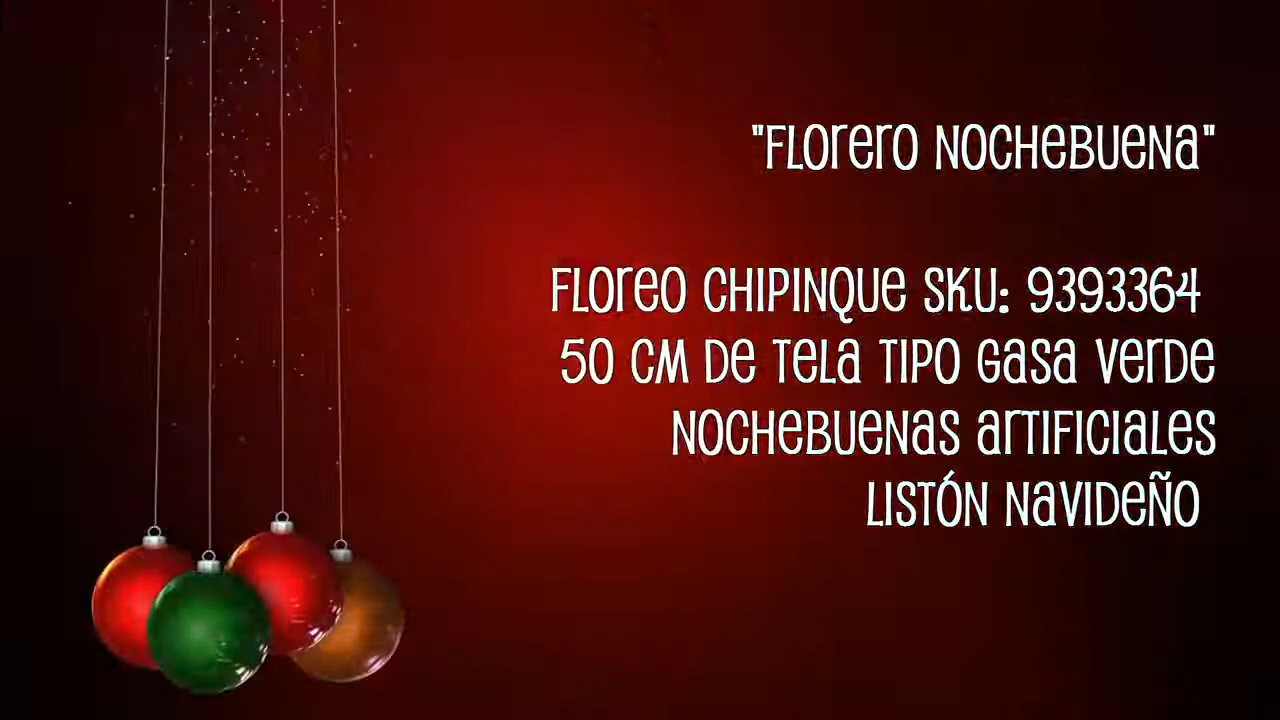 "Florero Nochebuena"
Floreo Chipinque SKU: 9393364
50 cm de tela tipo gasa verde
Nochebuenas artificiales
Listón navideño